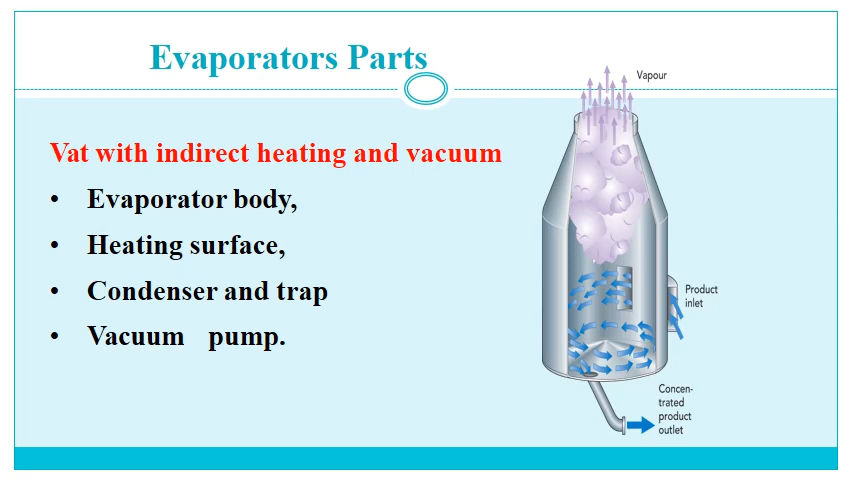 Evaporators Parts
Vapour
Vat with indirect heating and vacuum
• Evaporator body,
• Heating surface,
• Condenser and trap
• Vacuum pump.
Product
inlet
Concen-
trated
product
outlet